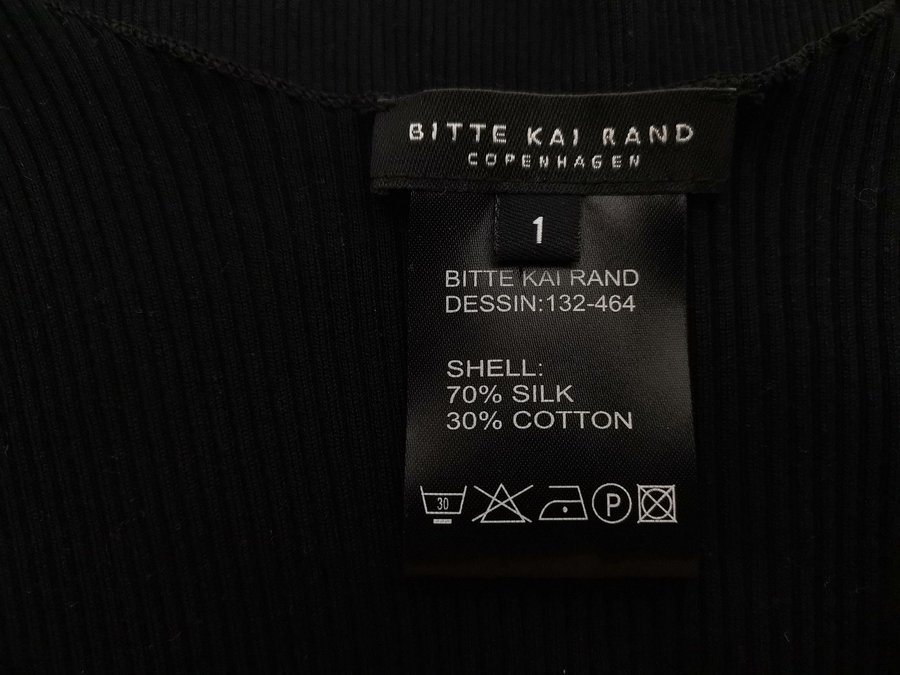 BITTE KAI RAND
COPENHAGEN
1
BITTE KAI RAND
DESSIN:132-464
SHELL:
70% SILK
30% COTTON
30 P